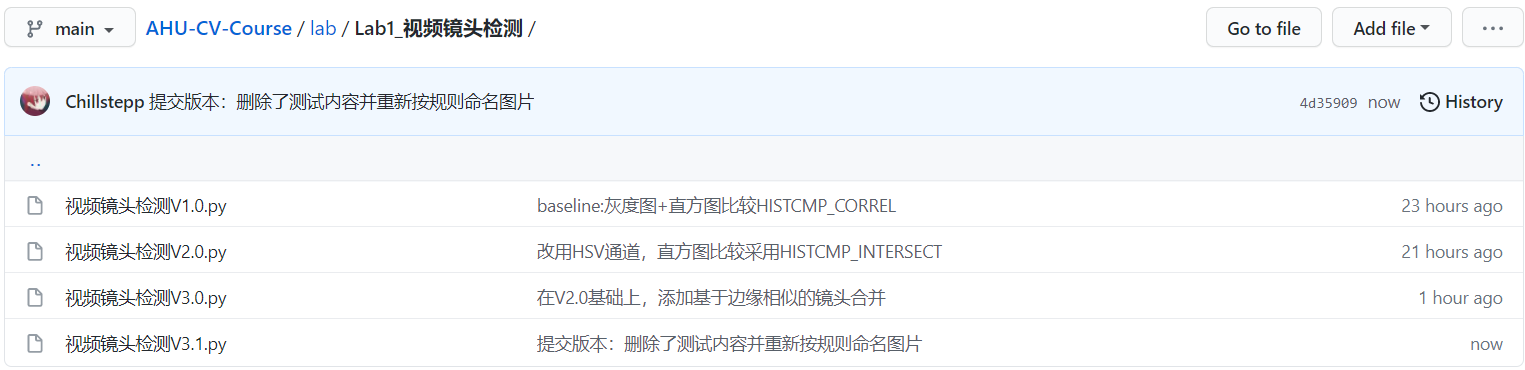 main AHU-CV-Course / lab / Lab1_视频镜头检测 / Go to file Add file ...
Chillstepp 提交版本：删除了测试内容并重新按规则命名图片 4d35909 now History
..
视频镜头检测V1.0.py baseline:灰度图+直方图比较HISTCMP_CORREL 23 hours ago
视频镜头检测V2.0.py 改用HSV通道，直方图比较采用HISTCMP_INTERSECT 21 hours ago
视频镜头检测V3.0.py 在V2.0基础上，添加基于边缘相似的镜头合并 1 hour ago
视频镜头检测V3.1.py 提交版本：删除了测试内容并重新按规则命名图片 now